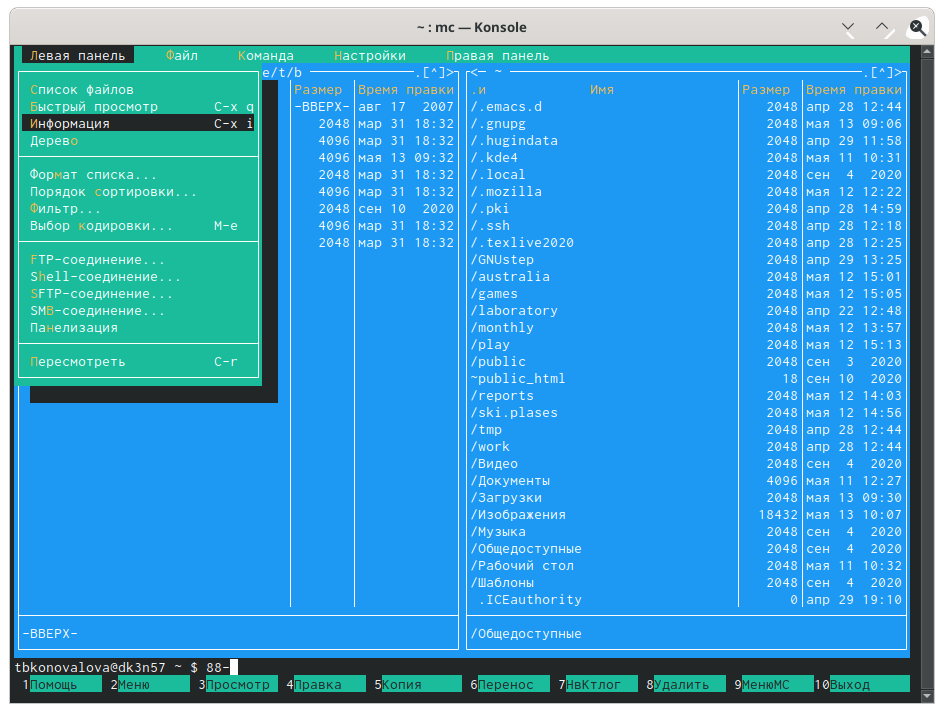 ~ : mc — Konsole
Левая панель Файл Команда Настройки Правая панель
e/t/b .[^]> <− ~ .[^]>
Список файлов Размер Время правки .и Имя Размер Время правки
Быстрый просмотр C-x q -ВВЕРХ- авг 17 2007 /.emacs.d 2048 апр 28 12:44
Информация C-x i 2048 мар 31 18:32 /.gnupg 2048 мая 13 09:06
Дерево 4096 мар 31 18:32 /.hugindata 2048 апр 29 11:58
4096 мая 13 09:32 /.kde4 2048 мая 11 10:31
Формат списка... 2048 мар 31 18:32 /.local 2048 сен 4 2020
Порядок сортировки... 4096 мар 31 18:32 /.mozilla 2048 мая 12 12:22
Фильтр... 2048 сен 10 2020 /.pki 2048 апр 28 14:59
Выбор кодировки... M-e 4096 мар 31 18:32 /.ssh 2048 апр 28 12:18
2048 мар 31 18:32 /.texlive2020 2048 апр 28 12:25
FTP-соединение... /GNUstep 2048 апр 29 13:25
Shell-соединение... /australia 2048 мая 12 15:01
SFTP-соединение... /games 2048 мая 12 15:05
SMB-соединение... /laboratory 2048 апр 22 12:48
Панелизация /monthly 2048 мая 12 13:57
/play 2048 мая 12 15:13
Пересмотреть C-r /public 2048 сен 3 2020
~public_html 18 сен 10 2020
/reports 2048 мая 12 14:03
/ski.plases 2048 мая 12 14:56
/tmp 2048 апр 28 12:44
/work 2048 апр 28 12:44
/Видео 2048 сен 4 2020
/Документы 4096 мая 11 12:27
/Загрузки 2048 мая 13 09:30
/Изображения 18432 мая 13 10:07
/Музыка 2048 сен 4 2020
/Общедоступные 2048 сен 4 2020
/Рабочий стол 2048 мая 11 10:32
/Шаблоны 2048 сен 4 2020
.ICEauthority 0 апр 29 19:10
-ВВЕРХ- /Общедоступные
tbkonovalova@dk3n57 ~ $ 88-
1Помощь 2Меню 3Просмотр 4Правка 5Копия 6Перенос 7НвКтлог 8Удалить 9МенюMC 10Выход